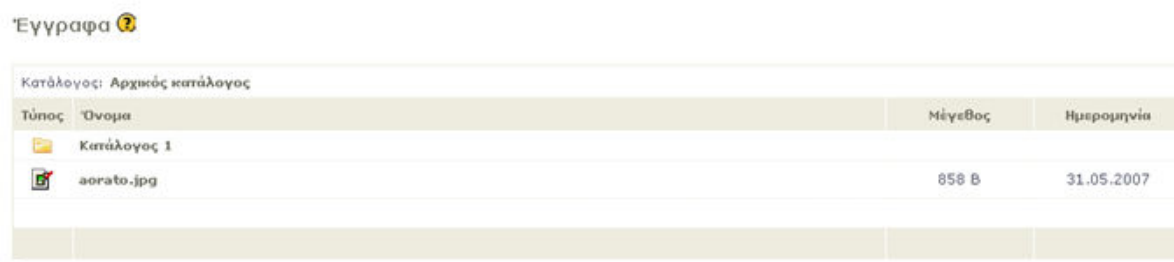 Έγγραφα
Κατάλογος: Αρχικός κατάλογος
Τύπος Όνομα Μέγεθος Ημερομηνία
Κατάλογος 1
aorato.jpg 858 B 31.05.2007